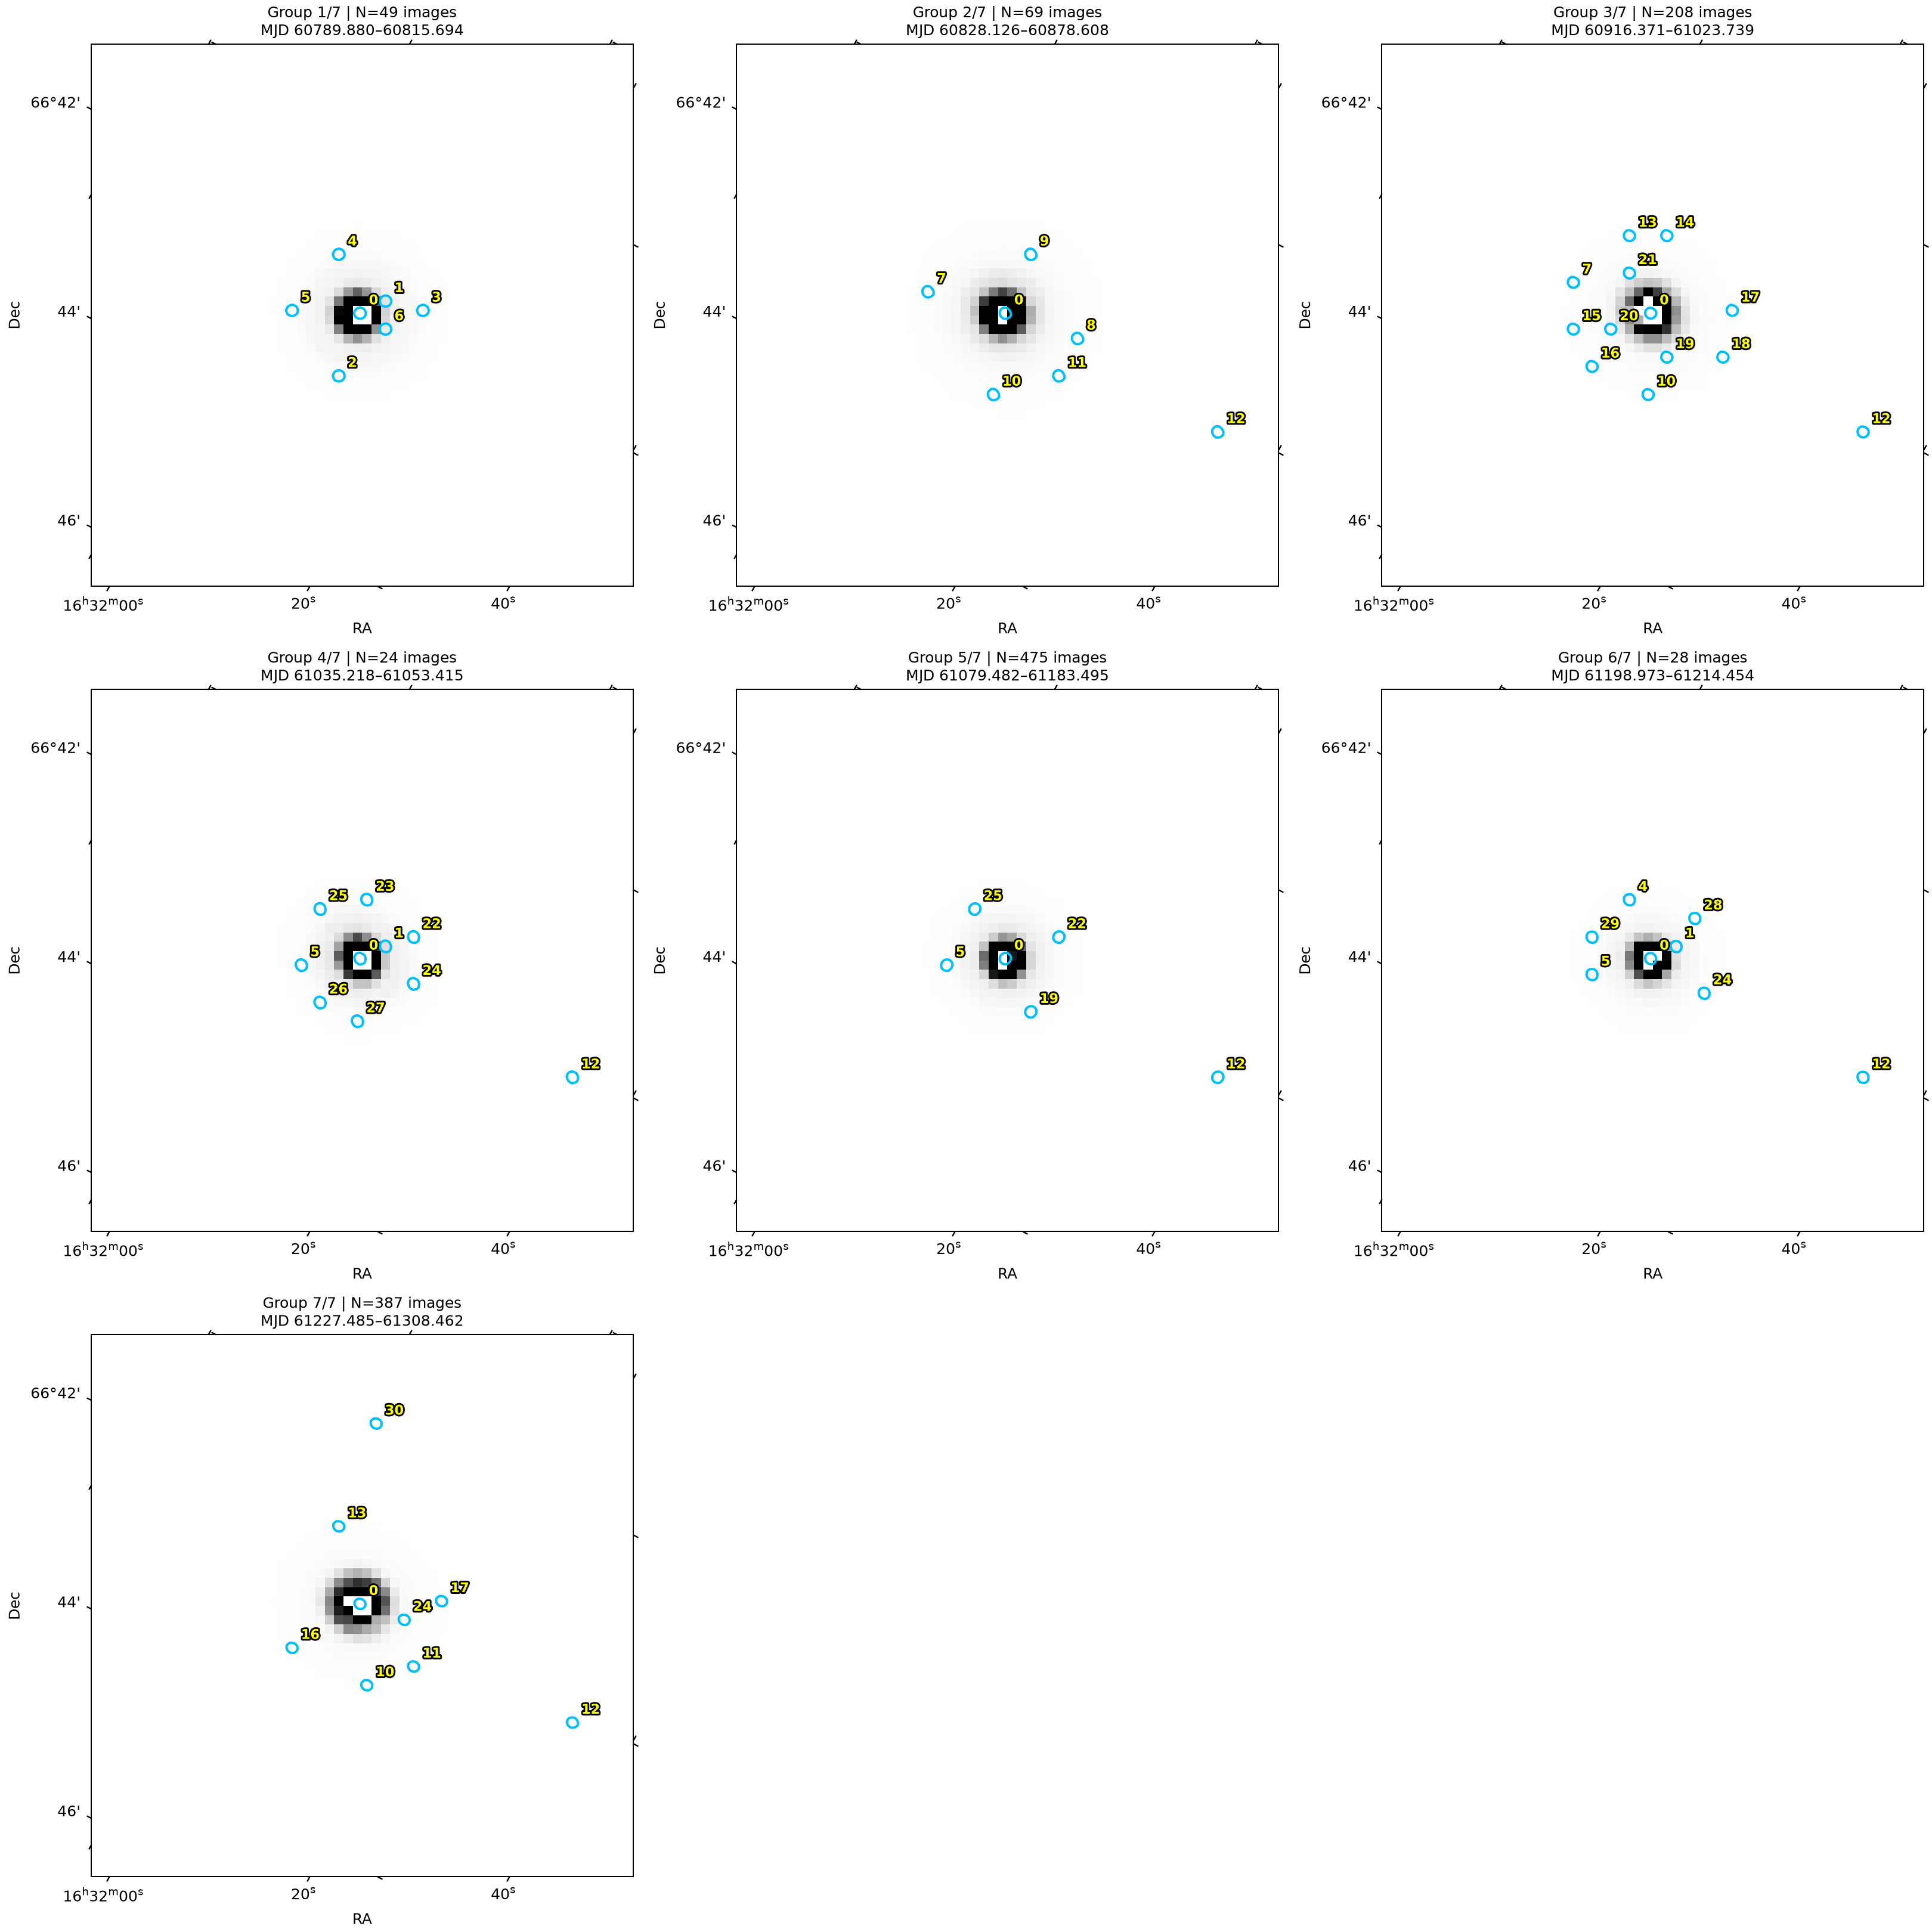 Group 1/7 | N=49 images
MJD 60789.880–60815.694
66°42'
44'
46'
Dec
4
5
0
1
3
6
2
16h32m00s
20s
40s
RA
Group 2/7 | N=69 images
MJD 60828.126–60878.608
66°42'
44'
46'
Dec
9
7
0
8
11
10
12
16h32m00s
20s
40s
RA
Group 3/7 | N=208 images
MJD 60916.371–61023.739
66°42'
44'
46'
Dec
13
14
21
7
0
17
15
20
19
18
16
10
12
16h32m00s
20s
40s
RA
Group 4/7 | N=24 images
MJD 61035.218–61053.415
66°42'
44'
46'
Dec
23
25
22
1
0
5
24
26
27
12
16h32m00s
20s
40s
RA
Group 5/7 | N=475 images
MJD 61079.482–61183.495
66°42'
44'
46'
Dec
25
22
0
5
19
12
16h32m00s
20s
40s
RA
Group 6/7 | N=28 images
MJD 61198.973–61214.454
66°42'
44'
46'
Dec
4
28
29
1
0
5
24
12
16h32m00s
20s
40s
RA
Group 7/7 | N=387 images
MJD 61227.485–61308.462
66°42'
44'
46'
Dec
30
13
0
17
24
16
11
10
12
16h32m00s
20s
40s
RA